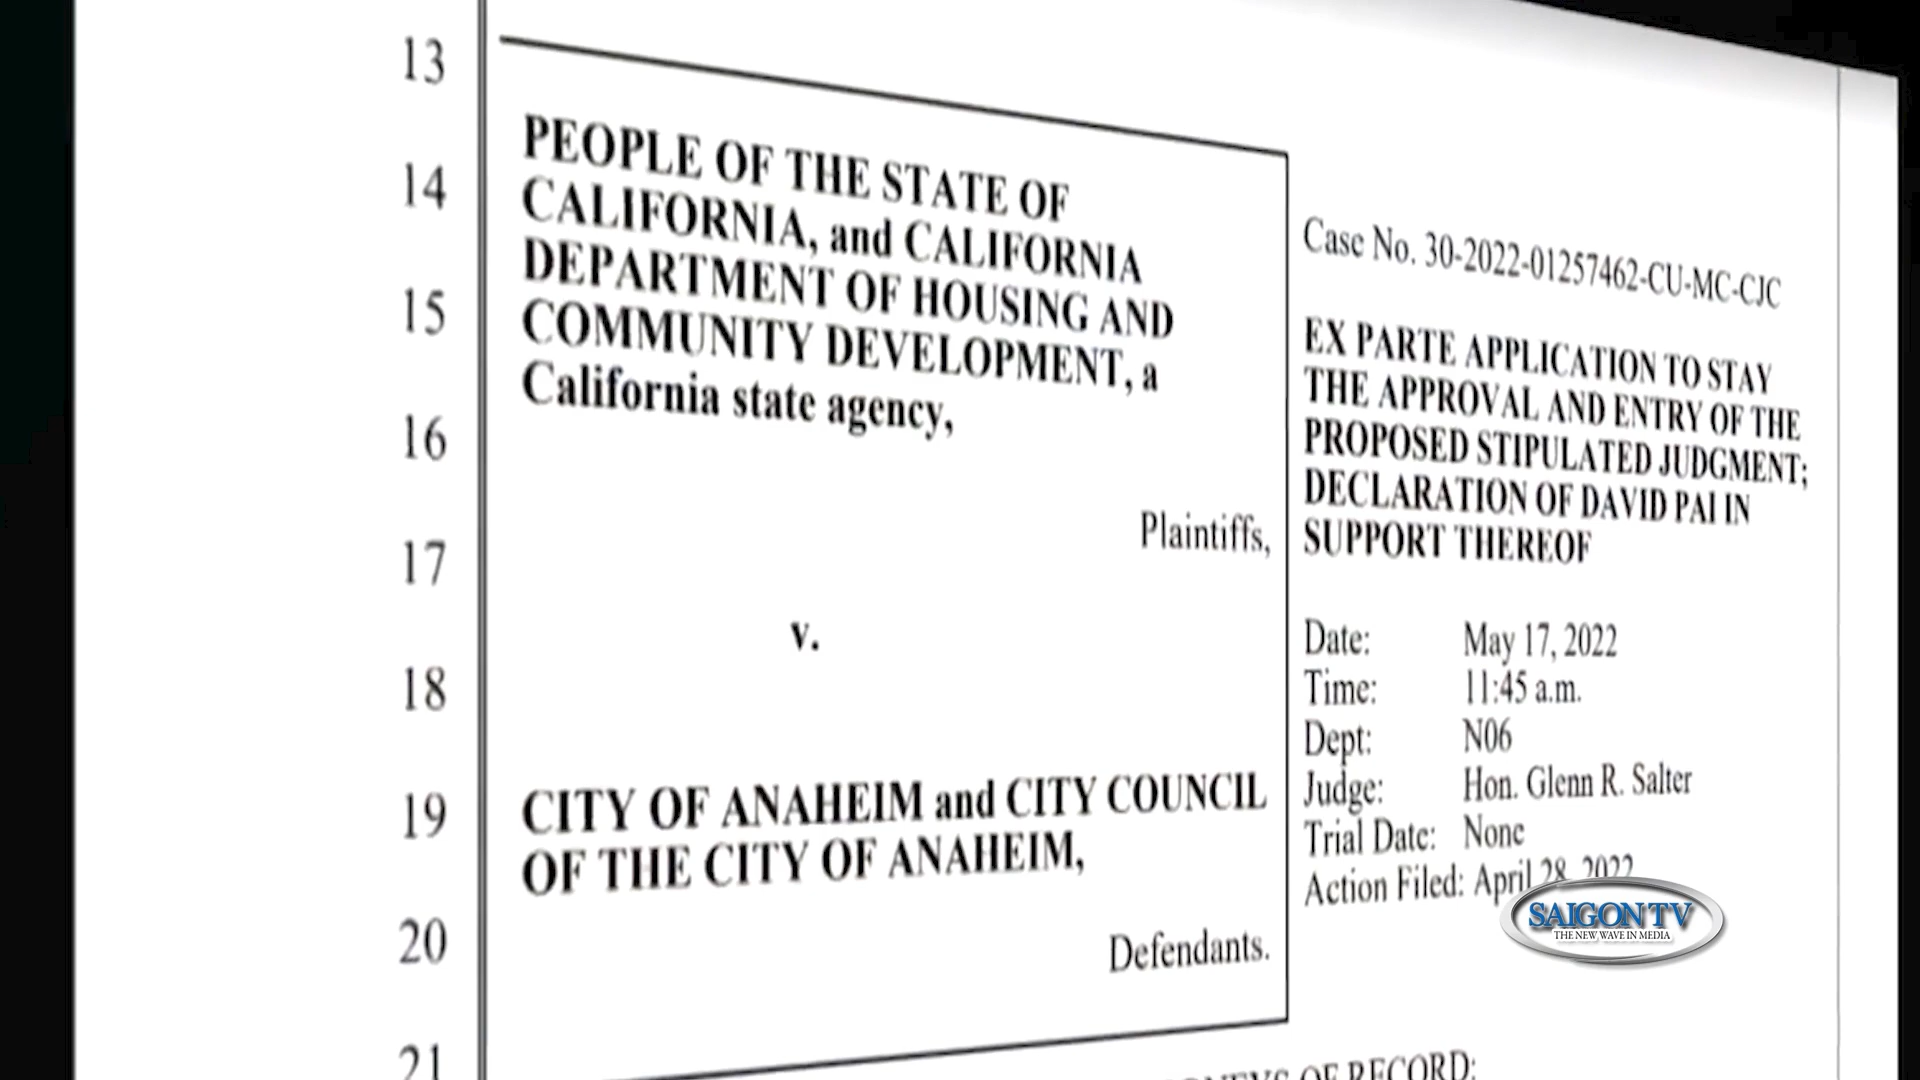 13
14
15
16
17
18
19
20
21
PEOPLE OF THE STATE OF
CALIFORNIA, and CALIFORNIA
DEPARTMENT OF HOUSING AND
COMMUNITY DEVELOPMENT, a
California state agency,
Plaintiffs,
v.
CITY OF ANAHEIM and CITY COUNCIL
OF THE CITY OF ANAHEIM,
Defendants.
Case No. 30-2022-01257462-CU-MC-CJC
EX PARTE APPLICATION TO STAY
THE APPROVAL AND ENTRY OF THE
PROPOSED STIPULATED JUDGMENT;
DECLARATION OF DAVID PAI IN
SUPPORT THEREOF
Date: May 17, 2022
Time: 11:45 a.m.
Dept: N06
Judge: Hon. Glenn R. Salter
Trial Date: None
Action Filed: April 28, 2022
SAIGON TV
THE NEW WAVE IN MEDIA
OF RECORD: